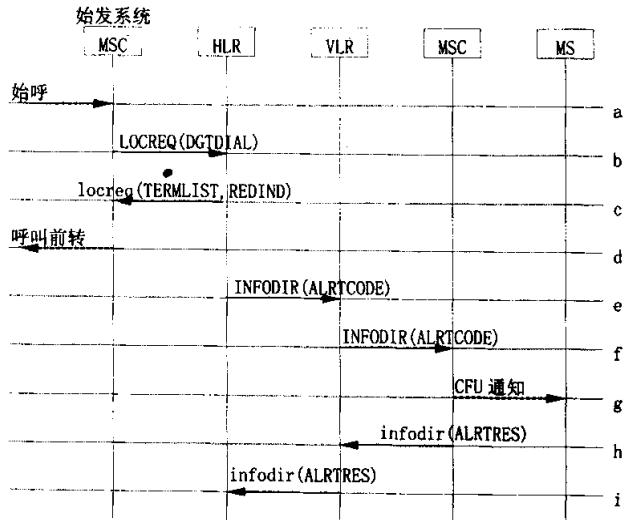 始发系统
MSC HLR VLR MSC MS
始呼
a
LOCREQ(DGTDIAL)
b
locreq(TERMLIST,REDIND)
c
呼叫前转
d
INFODIR(ALRTCODE)
e
INFODIR(ALRTCODE)
f
CFU 通知
g
infodir(ALRTRES)
h
infodir(ALRTRES)
i